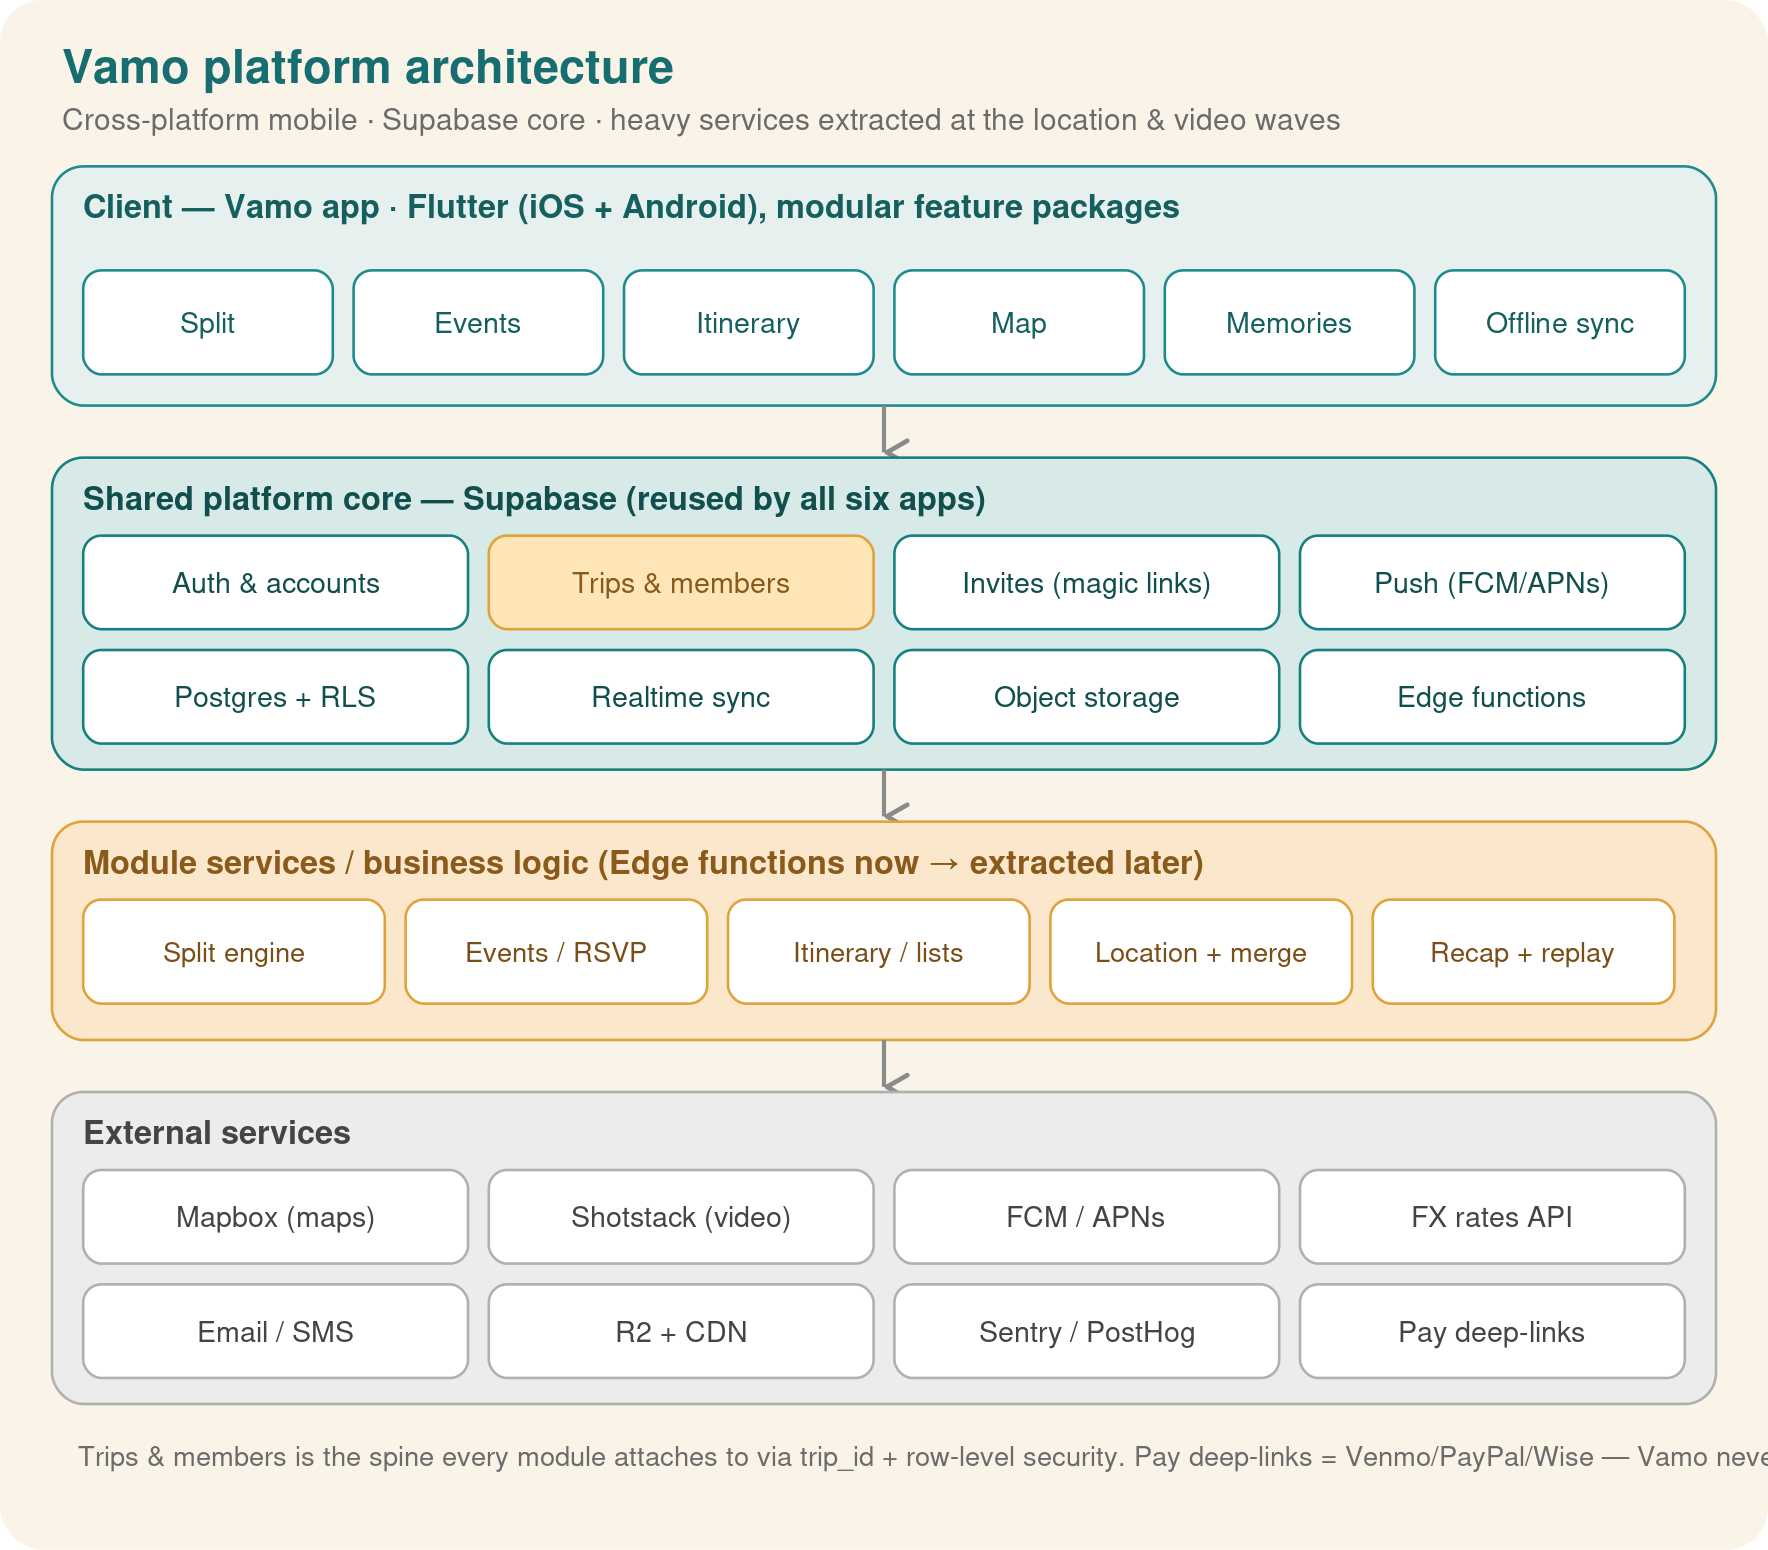 Vamo platform architecture
Cross-platform mobile · Supabase core · heavy services extracted at the location & video waves
Client — Vamo app · Flutter (iOS + Android), modular feature packages
Split
Events
Itinerary
Map
Memories
Offline sync
Shared platform core — Supabase (reused by all six apps)
Auth & accounts
Trips & members
Invites (magic links)
Push (FCM/APNs)
Postgres + RLS
Realtime sync
Object storage
Edge functions
Module services / business logic (Edge functions now → extracted later)
Split engine
Events / RSVP
Itinerary / lists
Location + merge
Recap + replay
External services
Mapbox (maps)
Shotstack (video)
FCM / APNs
FX rates API
Email / SMS
R2 + CDN
Sentry / PostHog
Pay deep-links
Trips & members is the spine every module attaches to via trip_id + row-level security. Pay deep-links = Venmo/PayPal/Wise — Vamo